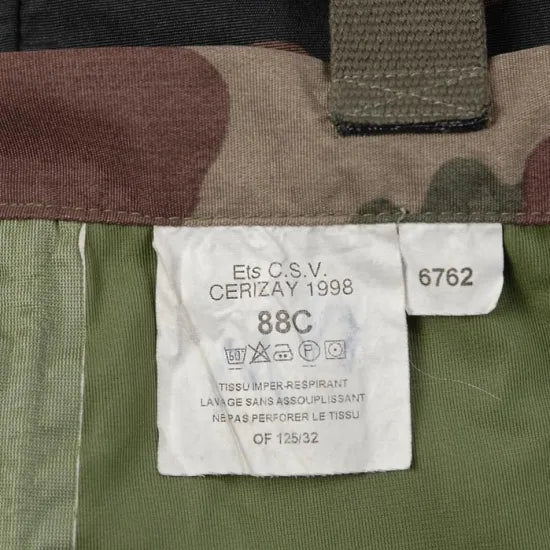 Ets C.S.V.
CERIZAY 1998
88C
60°
P
TISSU IMPER-RESPIRANT
LAVAGE SANS ASSOUPLISSANT
NE PAS PERFORER LE TISSU
OF 125/32
6762